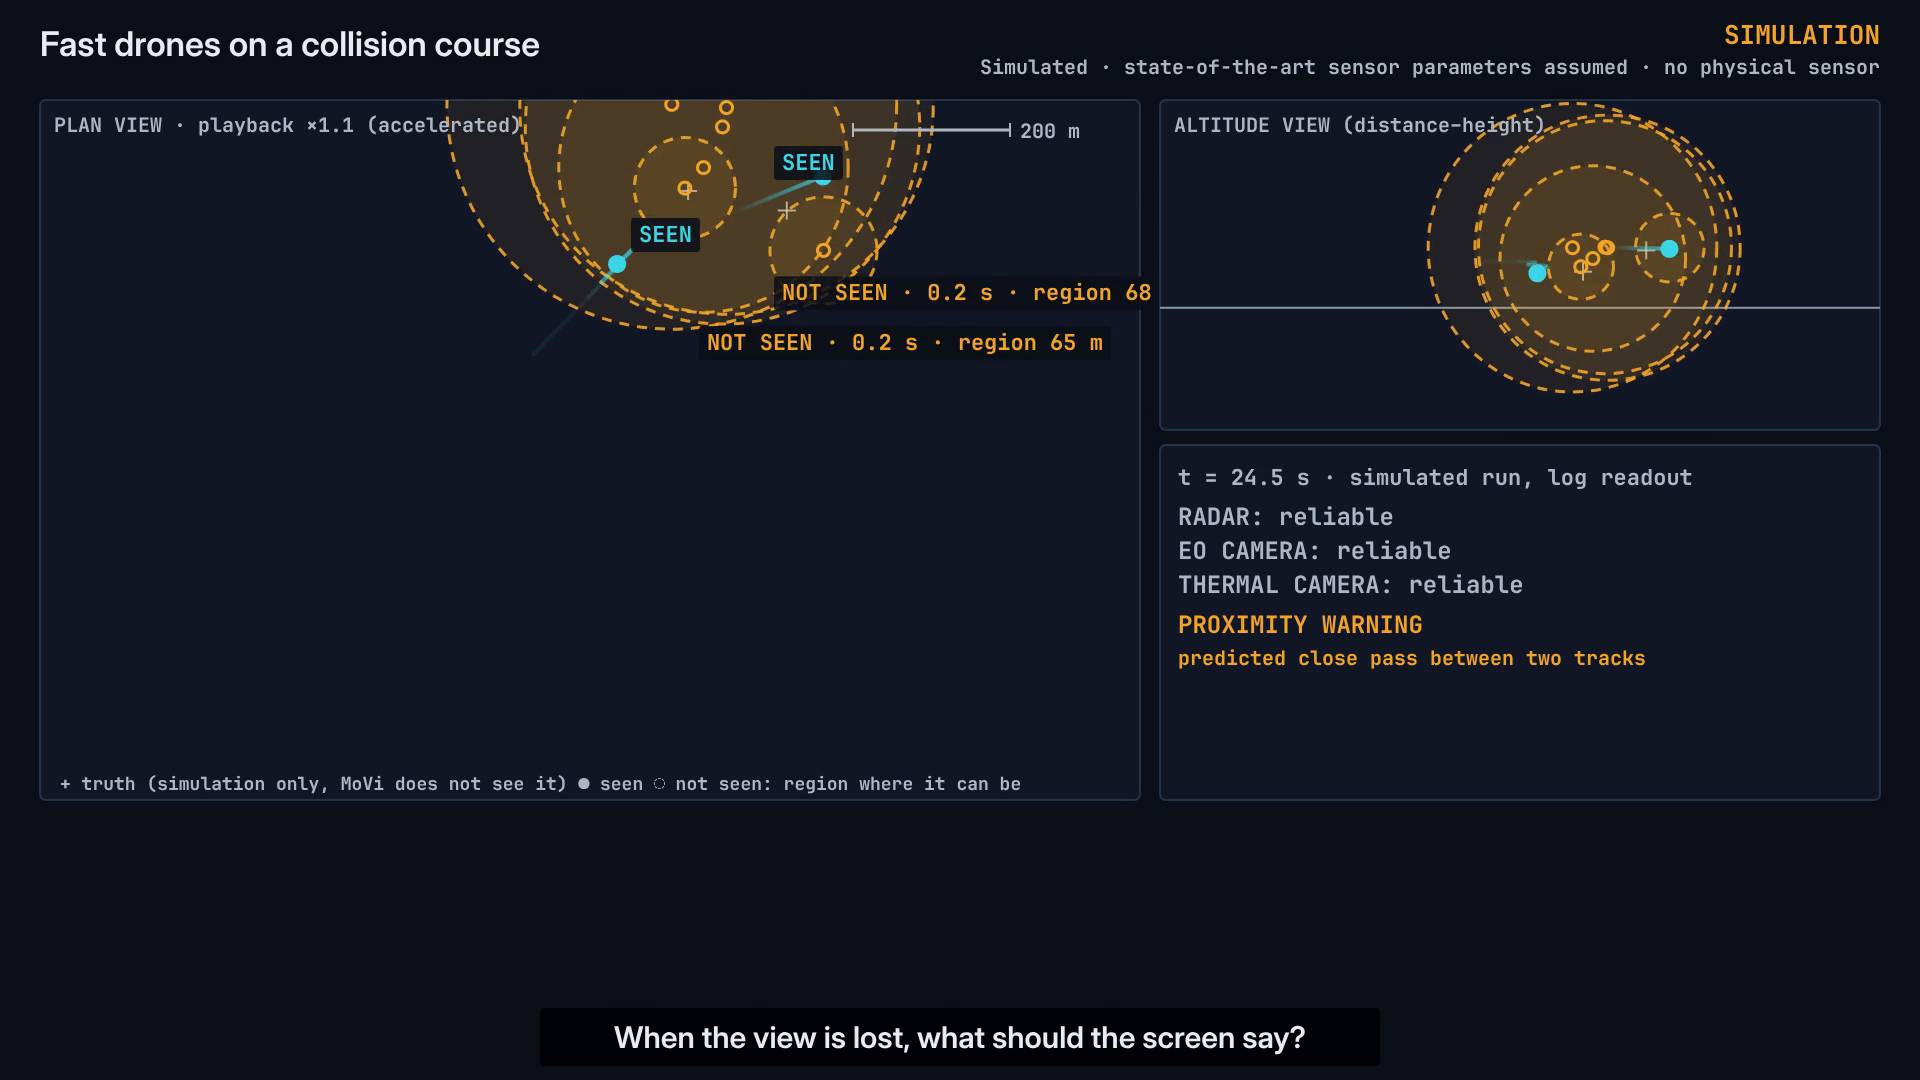 Fast drones on a collision course
SIMULATION
Simulated · state-of-the-art sensor parameters assumed · no physical sensor
PLAN VIEW · playback ×1.1 (accelerated)
200 m
SEEN
SEEN
NOT SEEN · 0.2 s · region 68
NOT SEEN · 0.2 s · region 65 m
+ truth (simulation only, MoVi does not see it) ● seen ◌ not seen: region where it can be
ALTITUDE VIEW (distance-height)
t = 24.5 s · simulated run, log readout
RADAR: reliable
EO CAMERA: reliable
THERMAL CAMERA: reliable
PROXIMITY WARNING
predicted close pass between two tracks
When the view is lost, what should the screen say?